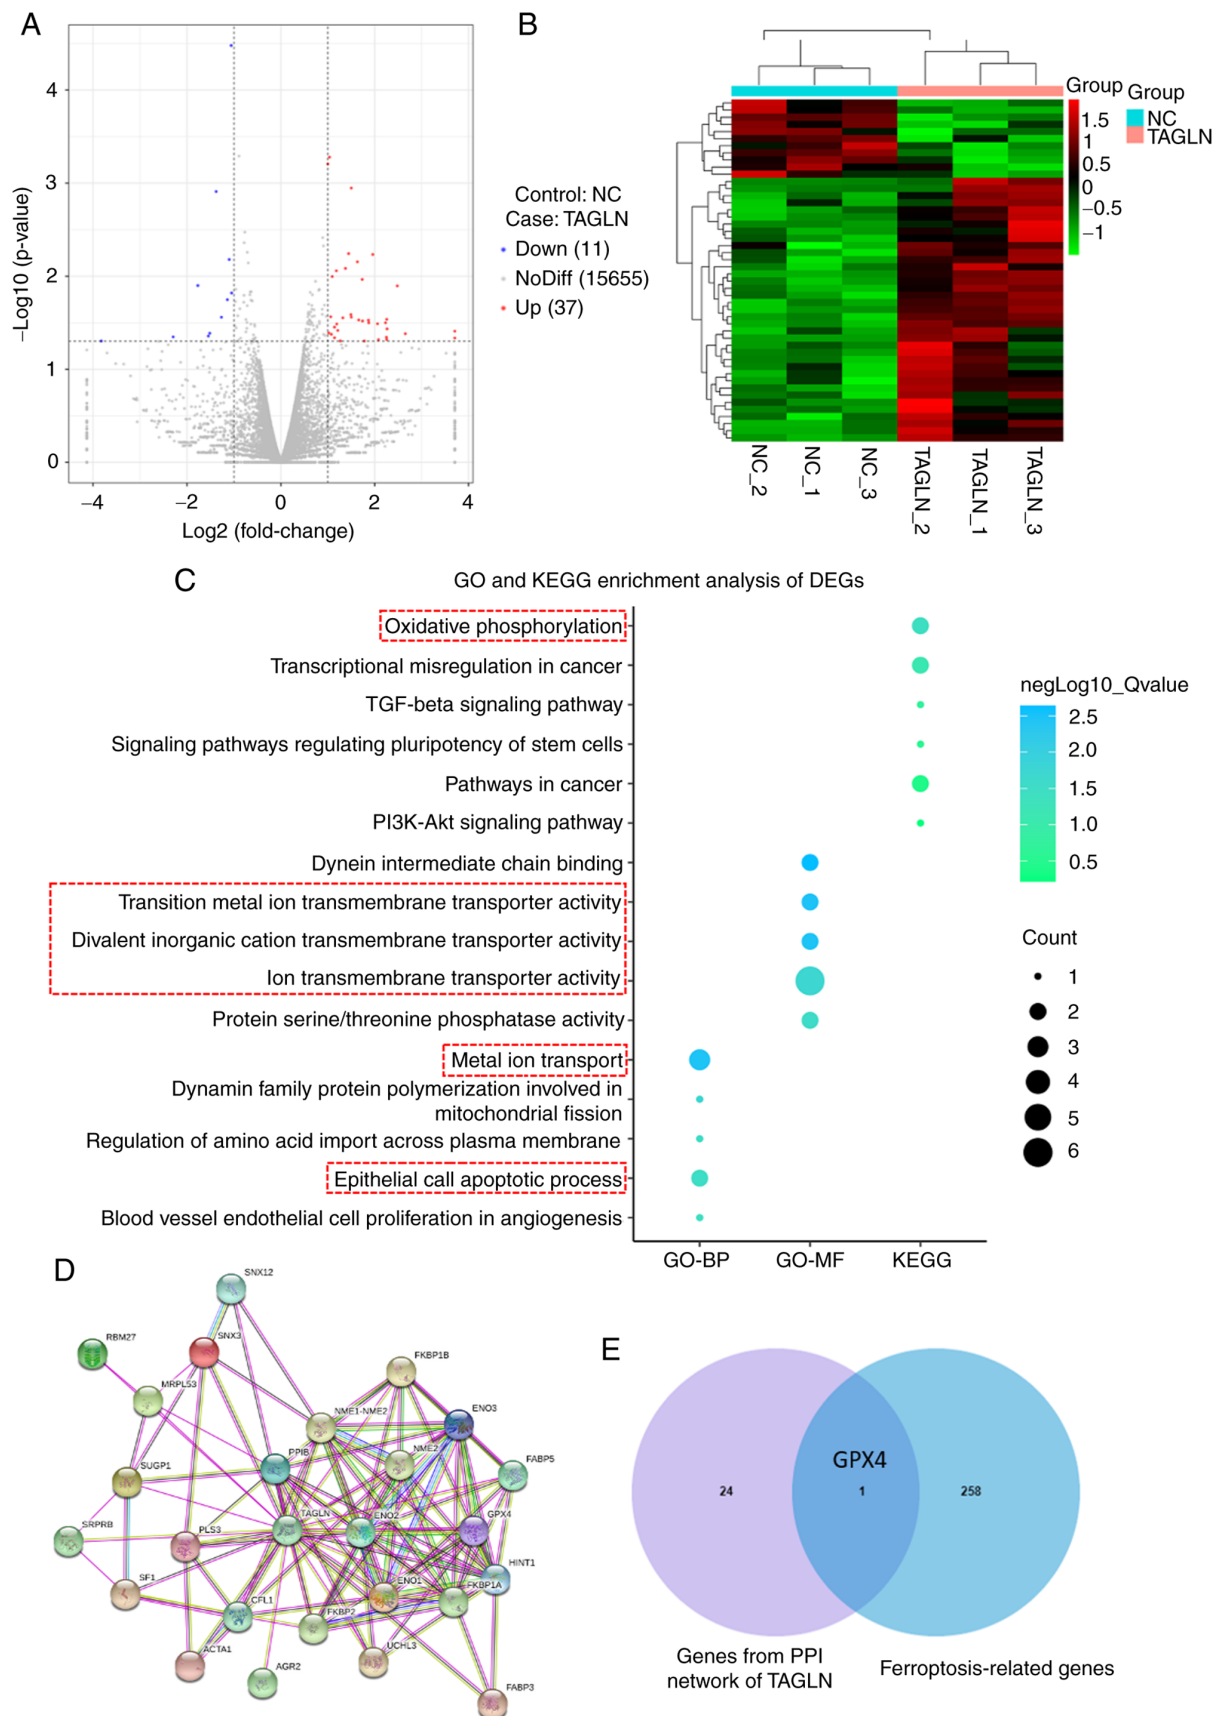 A
−Log10 (p-value)
4
3
2
1
0
−4
−2
0
2
4
Log2 (fold-change)
Control: NC
Case: TAGLN
Down (11)
NoDiff (15655)
Up (37)
B
Group
1.5
1
0.5
0
−0.5
−1
Group
NC
TAGLN
NC_2
NC_1
NC_3
TAGLN_2
TAGLN_1
TAGLN_3
C
GO and KEGG enrichment analysis of DEGs
Oxidative phosphorylation
Transcriptional misregulation in cancer
TGF-beta signaling pathway
Signaling pathways regulating pluripotency of stem cells
Pathways in cancer
PI3K-Akt signaling pathway
Dynein intermediate chain binding
Transition metal ion transmembrane transporter activity
Divalent inorganic cation transmembrane transporter activity
Ion transmembrane transporter activity
Protein serine/threonine phosphatase activity
Metal ion transport
Dynamin family protein polymerization involved in
mitochondrial fission
Regulation of amino acid import across plasma membrane
Epithelial call apoptotic process
Blood vessel endothelial cell proliferation in angiogenesis
GO-BP
GO-MF
KEGG
negLog10_Qvalue
2.5
2.0
1.5
1.0
0.5
Count
1
2
3
4
5
6
D
SNX12
RBM27
SNX3
MRPL53
FKBP1B
NME1-NME2
ENO3
PPIB
NME2
FABP5
SUGP1
TAGLN
ENO2
GPX4
SRPRB
PLS3
HINT1
SF1
ENO1
FKBP1A
CFL1
FKBP2
ACTA1
UCHL3
AGR2
FABP3
E
GPX4
24
1
258
Genes from PPI
network of TAGLN
Ferroptosis-related genes